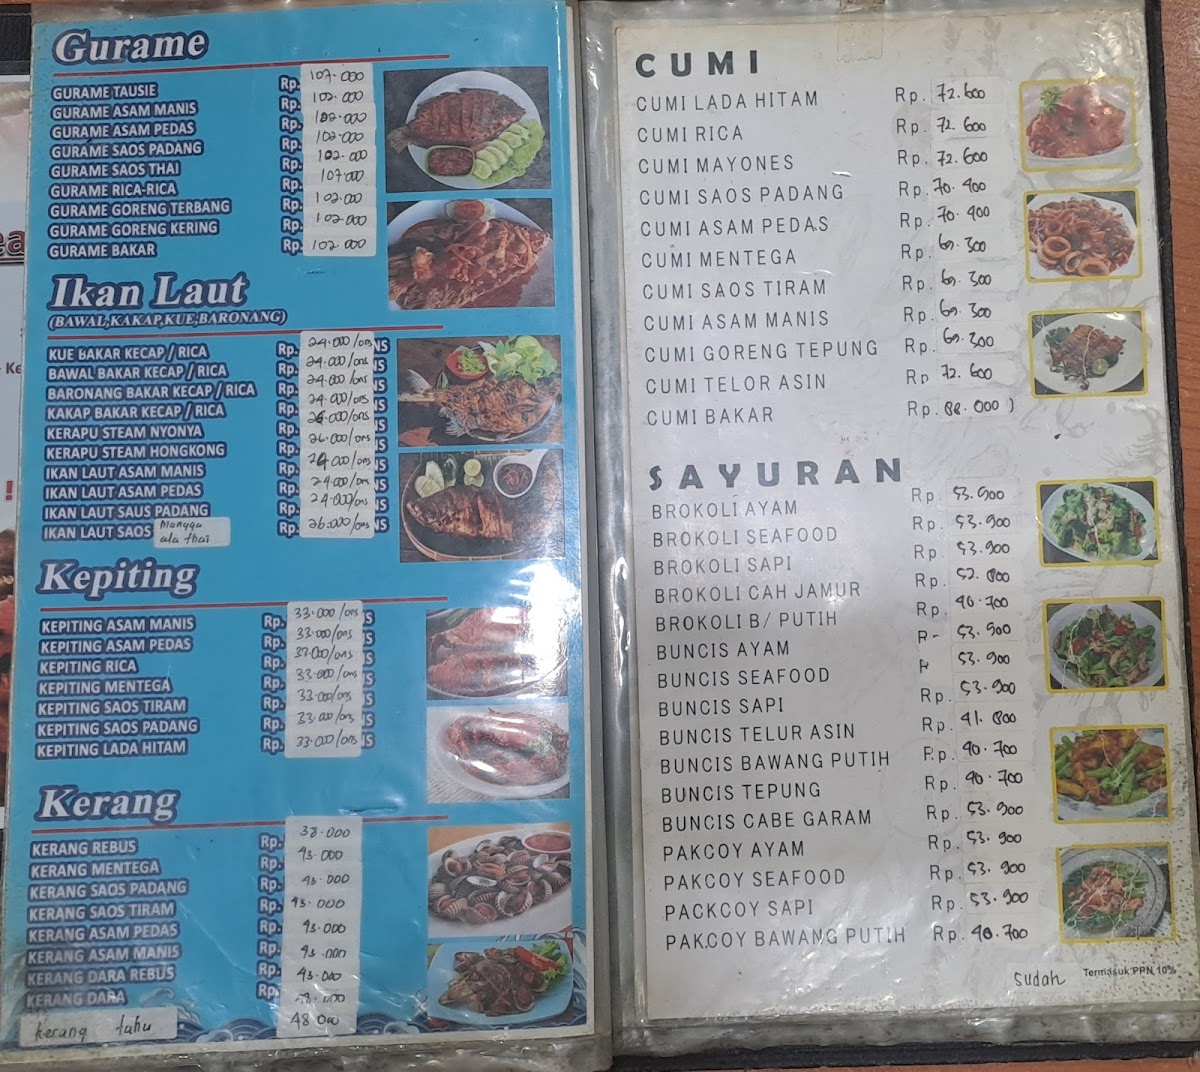 Gurame
GURAME TAUSIE Rp. 107.000
GURAME ASAM MANIS Rp. 102.000
GURAME ASAM PEDAS Rp. 102.000
GURAME SAOS PADANG Rp. 102.000
GURAME SAOS THAI Rp. 102.000
GURAME RICA-RICA Rp. 107.000
GURAME GORENG TERBANG Rp. 102.000
GURAME GORENG KERING Rp. 102.000
GURAME BAKAR Rp. 102.000
Ikan Laut
(BAWAL,KAKAP,KUE,BARONANG)
KUE BAKAR KECAP / RICA Rp. 24.000/ons
BAWAL BAKAR KECAP / RICA Rp. 24.000/ons
BARONANG BAKAR KECAP / RICA Rp. 24.000/ons
KAKAP BAKAR KECAP / RICA Rp. 24.000/ons
KERAPU STEAM NYONYA Rp. 26.000/ons
KERAPU STEAM HONGKONG Rp. 26.000/ons
IKAN LAUT ASAM MANIS Rp. 24.000/ons
IKAN LAUT ASAM PEDAS Rp. 24.000/ons
IKAN LAUT SAUS PADANG Rp. 24.000/ons
IKAN LAUT SAOS Mangga ala thai Rp. 26.000/ons
Kepiting
KEPITING ASAM MANIS Rp. 33.000/ons
KEPITING ASAM PEDAS Rp. 33.000/ons
KEPITING RICA Rp. 33.000/ons
KEPITING MENTEGA Rp. 33.000/ons
KEPITING SAOS TIRAM Rp. 33.000/ons
KEPITING SAOS PADANG Rp. 33.000/ons
KEPITING LADA HITAM Rp. 33.000/ons
Kerang
KERANG REBUS Rp. 38.000
KERANG MENTEGA Rp. 43.000
KERANG SAOS PADANG Rp. 43.000
KERANG SAOS TIRAM Rp. 43.000
KERANG ASAM PEDAS Rp. 43.000
KERANG ASAM MANIS Rp. 43.000
KERANG DARA REBUS Rp. 43.000
KERANG DARA Rp. 48.000
kerang tahu 48.000
CUMI
CUMI LADA HITAM Rp. 72.600
CUMI RICA Rp. 72.600
CUMI MAYONES Rp. 72.600
CUMI SAOS PADANG Rp. 70.400
CUMI ASAM PEDAS Rp. 70.400
CUMI MENTEGA Rp. 69.300
CUMI SAOS TIRAM Rp. 69.300
CUMI ASAM MANIS Rp. 69.300
CUMI GORENG TEPUNG Rp. 69.300
CUMI TELOR ASIN Rp 72.600
CUMI BAKAR Rp. 88.000
SAYURAN
BROKOLI AYAM Rp. 53.900
BROKOLI SEAFOOD Rp. 53.900
BROKOLI SAPI Rp. 53.900
BROKOLI CAH JAMUR Rp. 52.800
BROKOLI B/ PUTIH Rp. 40.700
BUNCIS AYAM R- 53.900
BUNCIS SEAFOOD 53.900
BUNCIS SAPI Rp. 53.900
BUNCIS TELUR ASIN Rp. 41.800
BUNCIS BAWANG PUTIH Rp. 40.700
BUNCIS TEPUNG Rp. 40.700
BUNCIS CABE GARAM Rp. 53.900
PAKCOY AYAM Rp. 53.900
PAKCOY SEAFOOD Rp. 53.900
PACKCOY SAPI Rp. 53.900
PAKCOY BAWANG PUTIH Rp. 40.700
sudah Termasuk PPN 10%